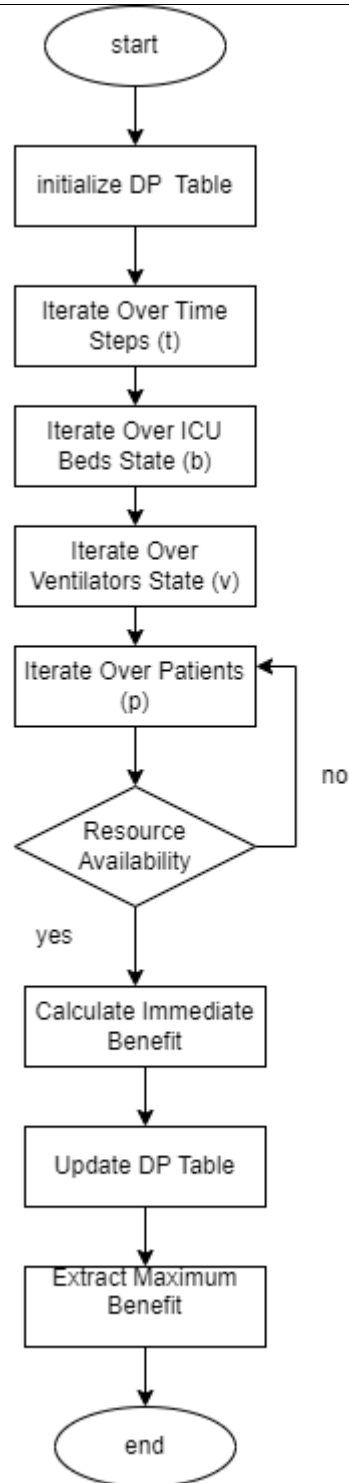 start
initialize DP Table
Iterate Over Time
Steps (t)
Iterate Over ICU
Beds State (b)
Iterate Over
Ventilators State (v)
Iterate Over Patients
(p)
no
Resource
Availability
yes
Calculate Immediate
Benefit
Update DP Table
Extract Maximum
Benefit
end